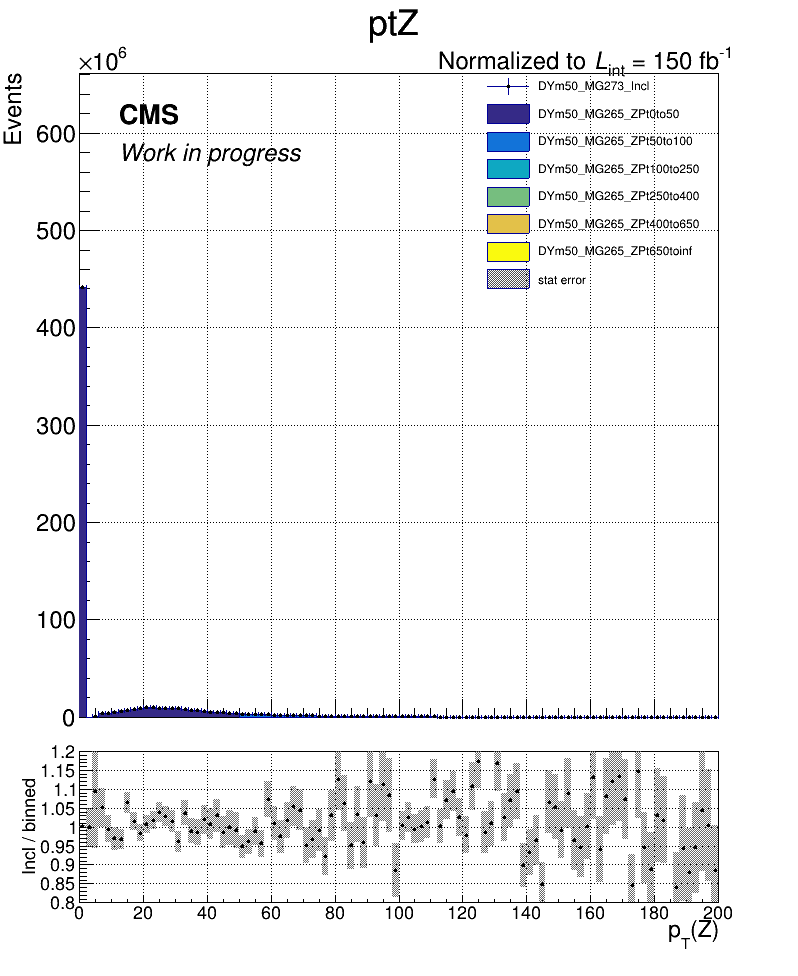 ptZ
×10⁶
Normalized to L_int = 150 fb⁻¹
Events
CMS
Work in progress
DYm50_MG273_Incl
DYm50_MG265_ZPt0to50
DYm50_MG265_ZPt50to100
DYm50_MG265_ZPt100to250
DYm50_MG265_ZPt250to400
DYm50_MG265_ZPt400to650
DYm50_MG265_ZPt650toinf
stat error
600
500
400
300
200
100
0
Incl / binned
1.2
1.15
1.1
1.05
1
0.95
0.9
0.85
0.8
0 20 40 60 80 100 120 140 160 180 200
p_T(Z)